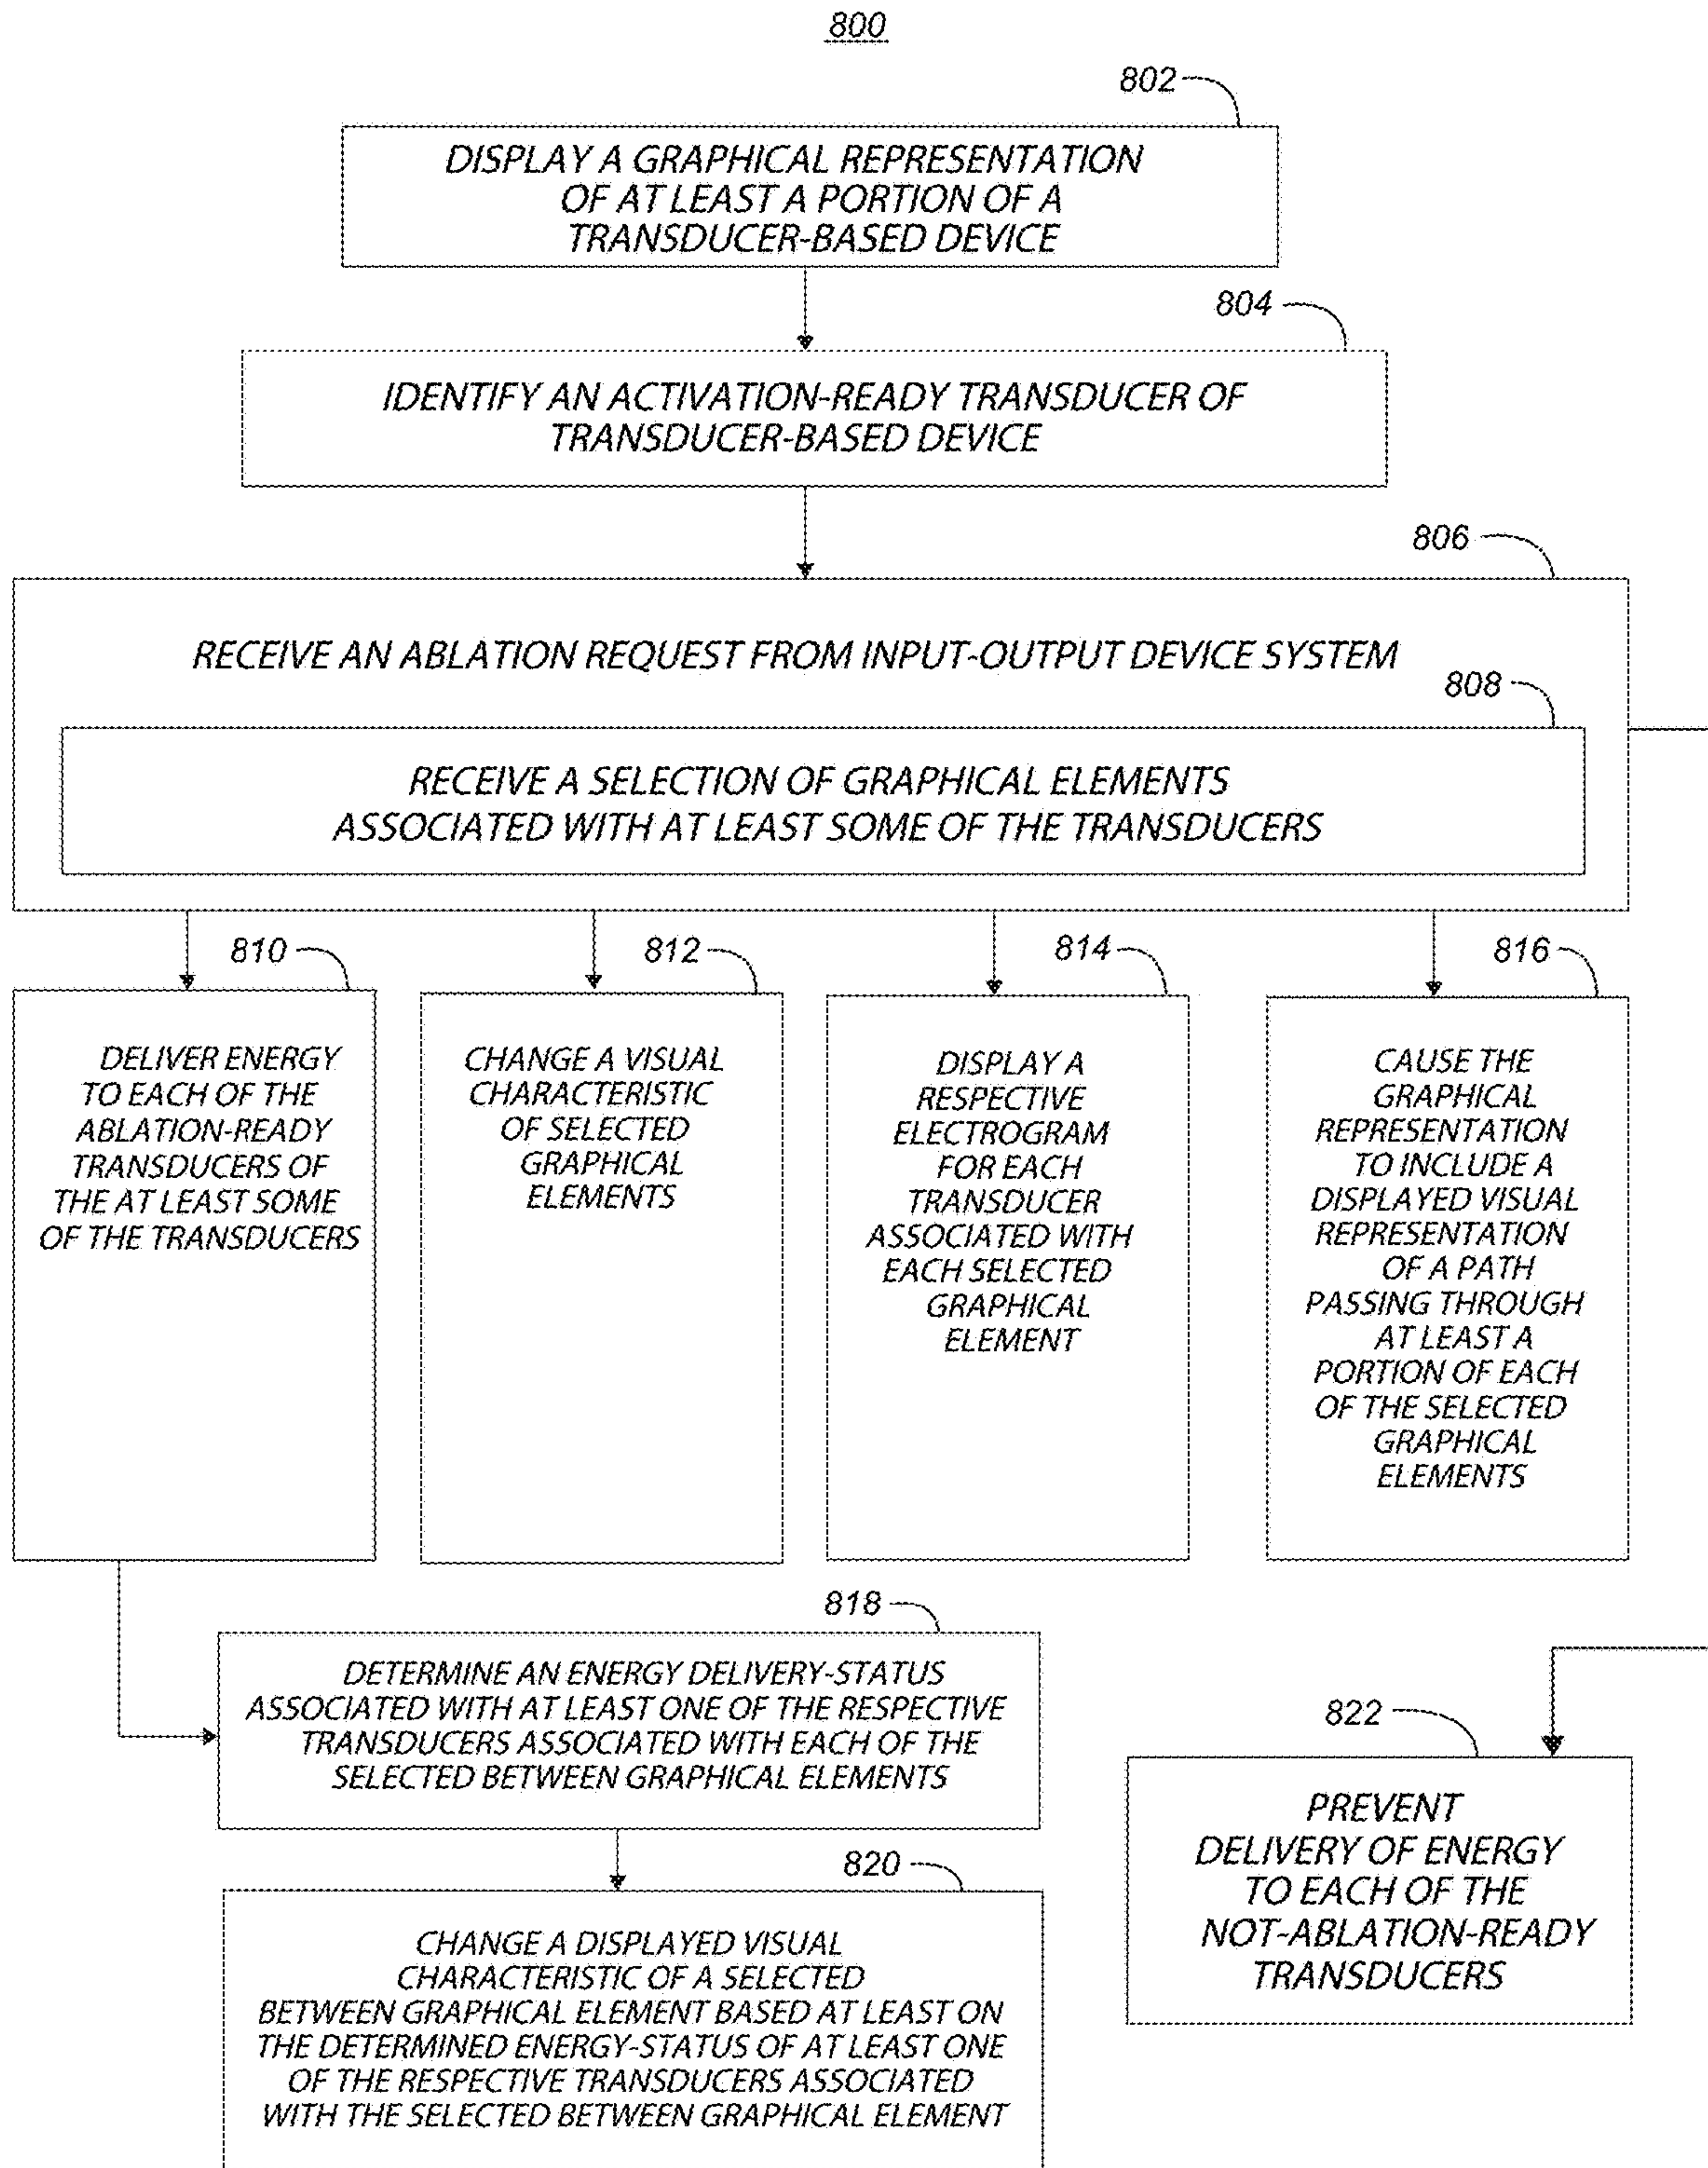 800
802
DISPLAY A GRAPHICAL REPRESENTATION
OF AT LEAST A PORTION OF A
TRANSDUCER-BASED DEVICE
804
IDENTIFY AN ACTIVATION-READY TRANSDUCER OF
TRANSDUCER-BASED DEVICE
806
RECEIVE AN ABLATION REQUEST FROM INPUT-OUTPUT DEVICE SYSTEM
808
RECEIVE A SELECTION OF GRAPHICAL ELEMENTS
ASSOCIATED WITH AT LEAST SOME OF THE TRANSDUCERS
810
DELIVER ENERGY
TO EACH OF THE
ABLATION-READY
TRANSDUCERS OF
THE AT LEAST SOME
OF THE TRANSDUCERS
812
CHANGE A VISUAL
CHARACTERISTIC
OF SELECTED
GRAPHICAL
ELEMENTS
814
DISPLAY A
RESPECTIVE
ELECTROGRAM
FOR EACH
TRANSDUCER
ASSOCIATED WITH
EACH SELECTED
GRAPHICAL
ELEMENT
816
CAUSE THE
GRAPHICAL
REPRESENTATION
TO INCLUDE A
DISPLAYED VISUAL
REPRESENTATION
OF A PATH
PASSING THROUGH
AT LEAST A
PORTION OF EACH
OF THE SELECTED
GRAPHICAL
ELEMENTS
818
DETERMINE AN ENERGY DELIVERY-STATUS
ASSOCIATED WITH AT LEAST ONE OF THE RESPECTIVE
TRANSDUCERS ASSOCIATED WITH EACH OF THE
SELECTED BETWEEN GRAPHICAL ELEMENTS
820
CHANGE A DISPLAYED VISUAL
CHARACTERISTIC OF A SELECTED
BETWEEN GRAPHICAL ELEMENT BASED AT LEAST ON
THE DETERMINED ENERGY-STATUS OF AT LEAST ONE
OF THE RESPECTIVE TRANSDUCERS ASSOCIATED
WITH THE SELECTED BETWEEN GRAPHICAL ELEMENT
822
PREVENT
DELIVERY OF ENERGY
TO EACH OF THE
NOT-ABLATION-READY
TRANSDUCERS